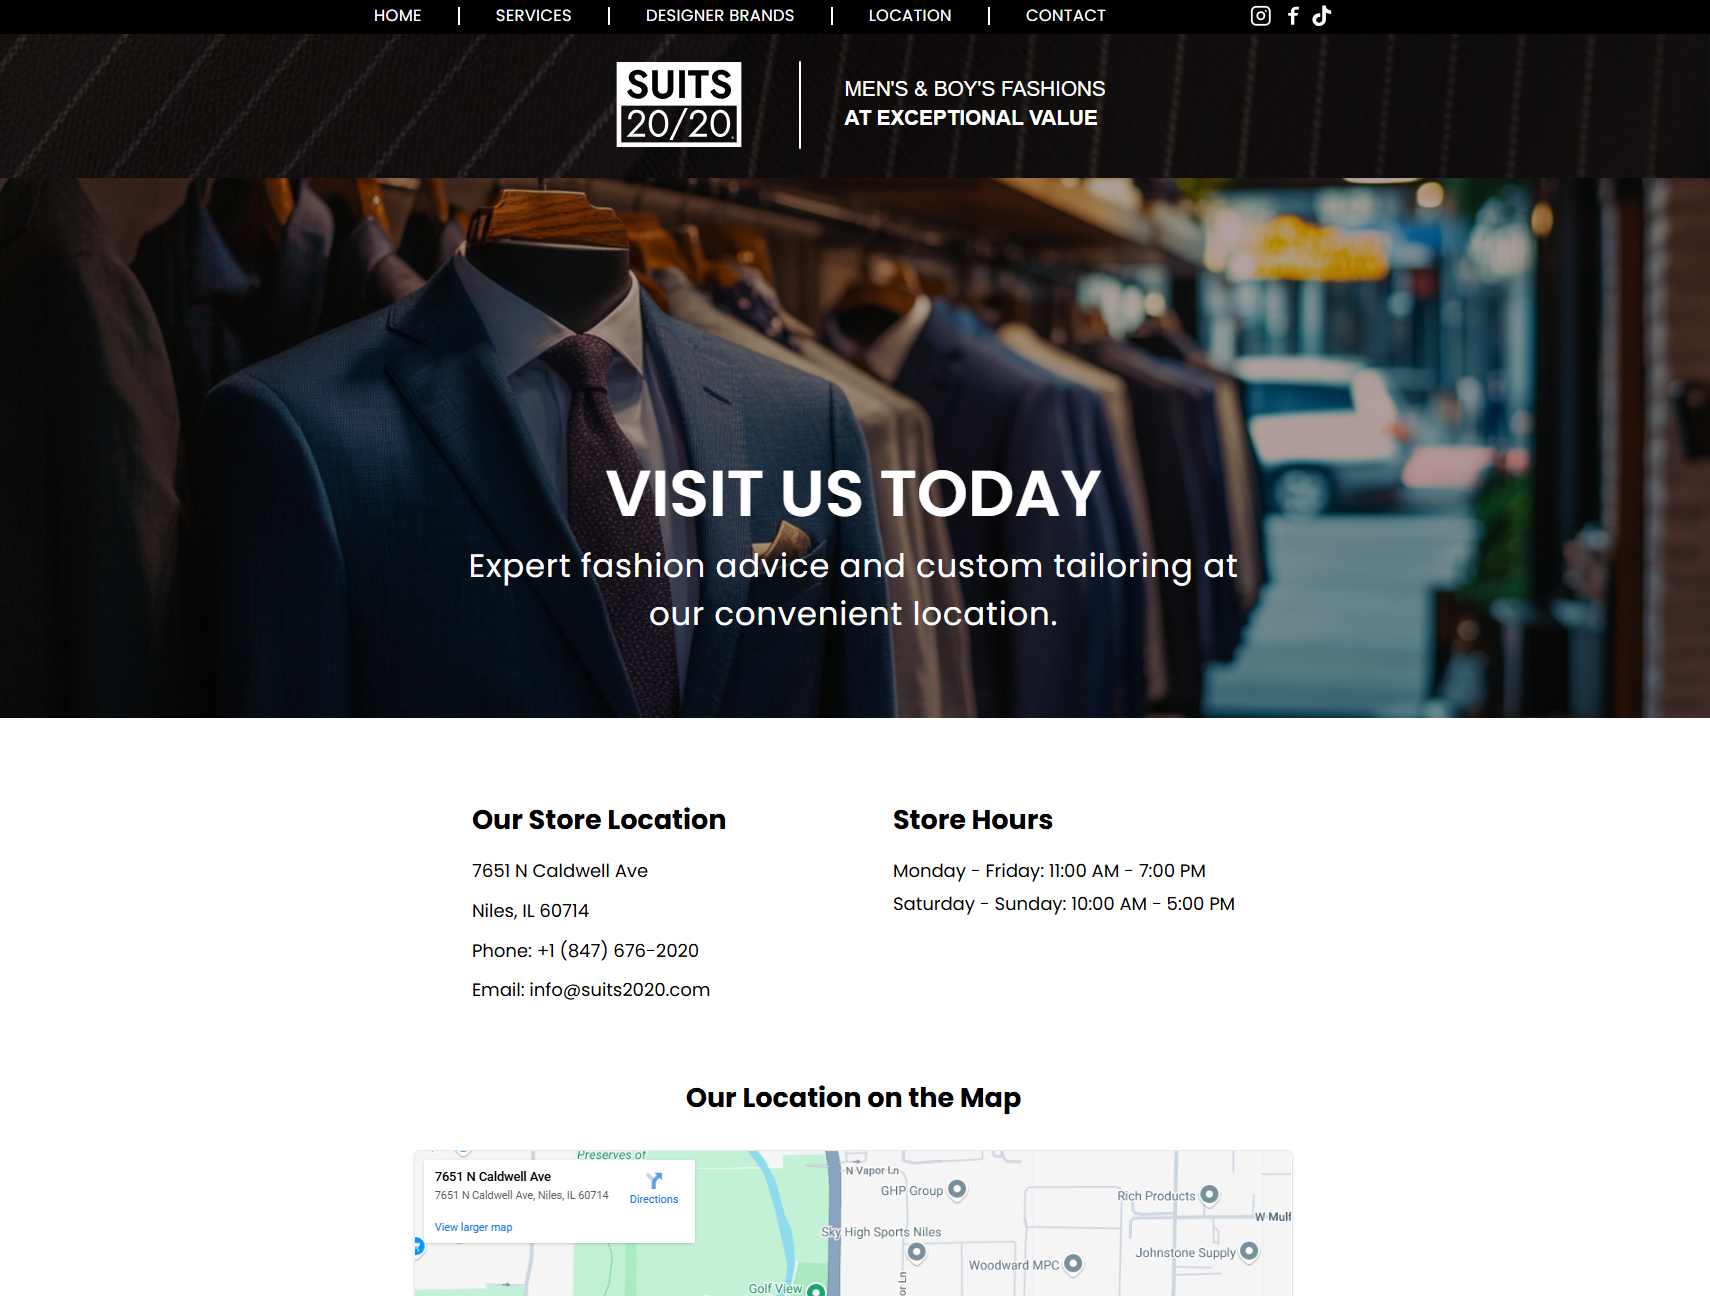 HOME
SERVICES
DESIGNER BRANDS
LOCATION
CONTACT
SUITS
20/20
MEN'S & BOY'S FASHIONS
AT EXCEPTIONAL VALUE
VISIT US TODAY
Expert fashion advice and custom tailoring at
our convenient location.
Our Store Location
7651 N Caldwell Ave
Niles, IL 60714
Phone: +1 (847) 676-2020
Email: info@suits2020.com
Store Hours
Monday - Friday: 11:00 AM - 7:00 PM
Saturday - Sunday: 10:00 AM - 5:00 PM
Our Location on the Map
7651 N Caldwell Ave
7651 N Caldwell Ave, Niles, IL 60714
Directions
View larger map
Preserves of
N Vapor Ln
GHP Group
Rich Products
W Mulf
Sky High Sports Niles
Johnstone Supply
Woodward MPC
or Ln
Golf View